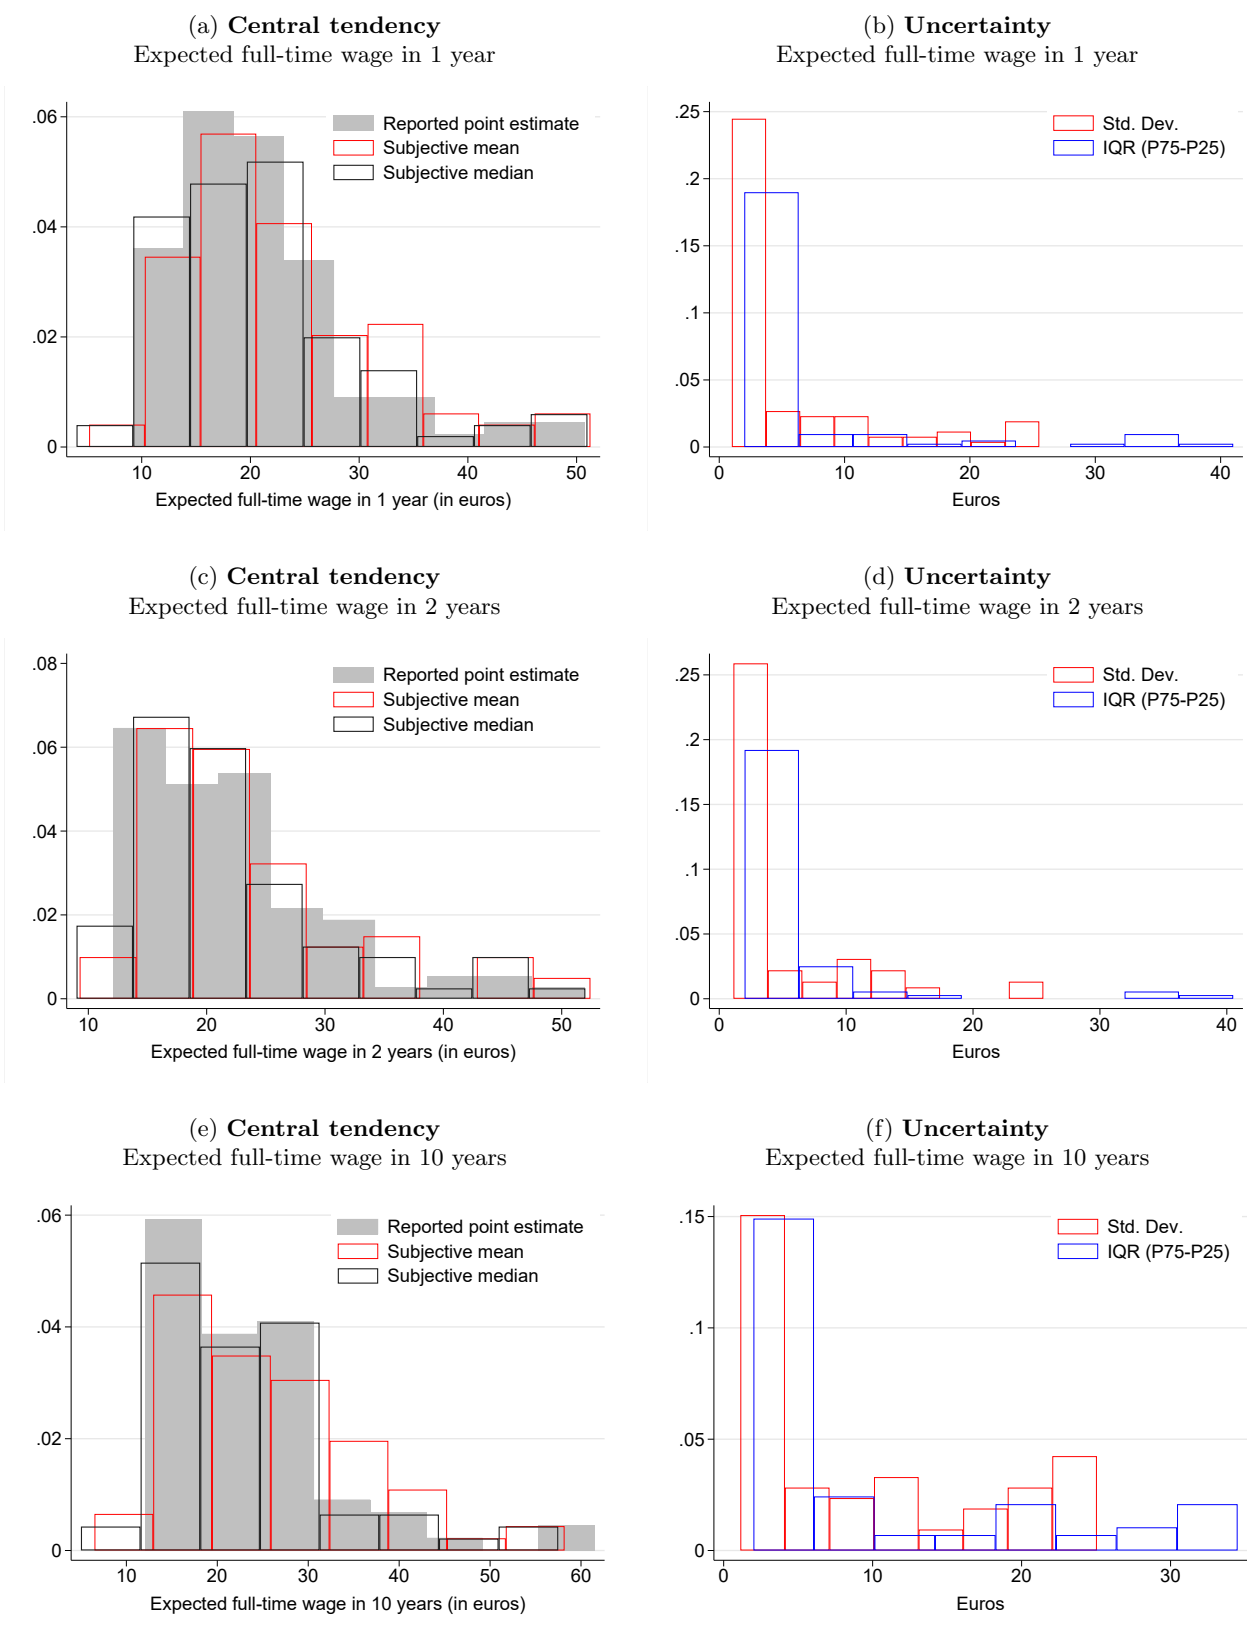 (a) Central tendency
Expected full-time wage in 1 year
.06
.04
.02
0
Reported point estimate
Subjective mean
Subjective median
10 20 30 40 50
Expected full-time wage in 1 year (in euros)
(b) Uncertainty
Expected full-time wage in 1 year
.25
.2
.15
.1
.05
0
Std. Dev.
IQR (P75-P25)
0 10 20 30 40
Euros
(c) Central tendency
Expected full-time wage in 2 years
.08
.06
.04
.02
0
Reported point estimate
Subjective mean
Subjective median
10 20 30 40 50
Expected full-time wage in 2 years (in euros)
(d) Uncertainty
Expected full-time wage in 2 years
.25
.2
.15
.1
.05
0
Std. Dev.
IQR (P75-P25)
0 10 20 30 40
Euros
(e) Central tendency
Expected full-time wage in 10 years
.06
.04
.02
0
Reported point estimate
Subjective mean
Subjective median
10 20 30 40 50 60
Expected full-time wage in 10 years (in euros)
(f) Uncertainty
Expected full-time wage in 10 years
.15
.1
.05
0
Std. Dev.
IQR (P75-P25)
0 10 20 30
Euros